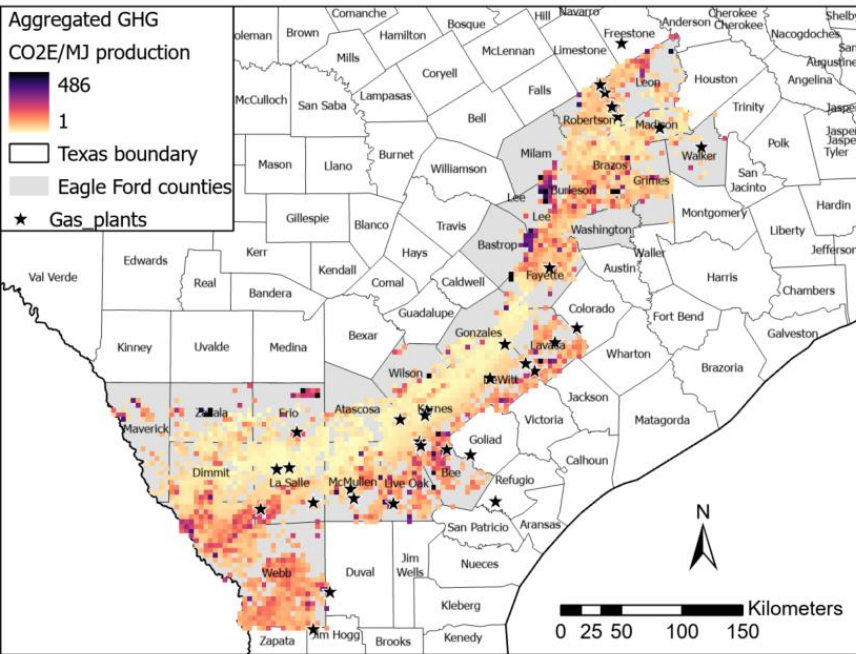 Aggregated GHG
CO2E/MJ production
486
1
Texas boundary
Eagle Ford counties
Gas_plants
Comanche
Hill
Navarro
Anderson
Cherokee
Cherokee
Shelby
Brown
Hamilton
Bosque
Freestone
Nacogdoches
Mills
McLennan
Limestone
Coryell
Leon
Houston
Angelina
McCulloch
San Saba
Lampasas
Falls
Bell
Robertson
Madison
Trinity
Jasper
Mason
Llano
Burnet
Williamson
Milam
Brazos
Walker
Polk
Jasper
Jasper
Tyler
Lee
Burleson
Grimes
San
Jacinto
Gillespie
Blanco
Travis
Lee
Montgomery
Hardin
Edwards
Kerr
Hays
Bastrop
Washington
Liberty
Val Verde
Real
Kendall
Comal
Caldwell
Fayette
Austin
Waller
Harris
Jefferson
Bandera
Guadalupe
Colorado
Chambers
Kinney
Uvalde
Medina
Bexar
Gonzales
Lavaca
Fort Bend
Galveston
Wilson
DeWitt
Wharton
Brazoria
Maverick
Zavala
Frio
Atascosa
Karnes
Jackson
Victoria
Matagorda
Goliad
Dimmit
La Salle
McMullen
Live Oak
Bee
Calhoun
Refugio
San Patricio
Aransas
Webb
Duval
Jim
Wells
Nueces
Kleberg
Zapata
Jim Hogg
Brooks
Kenedy
N
Kilometers
0 25 50 100 150